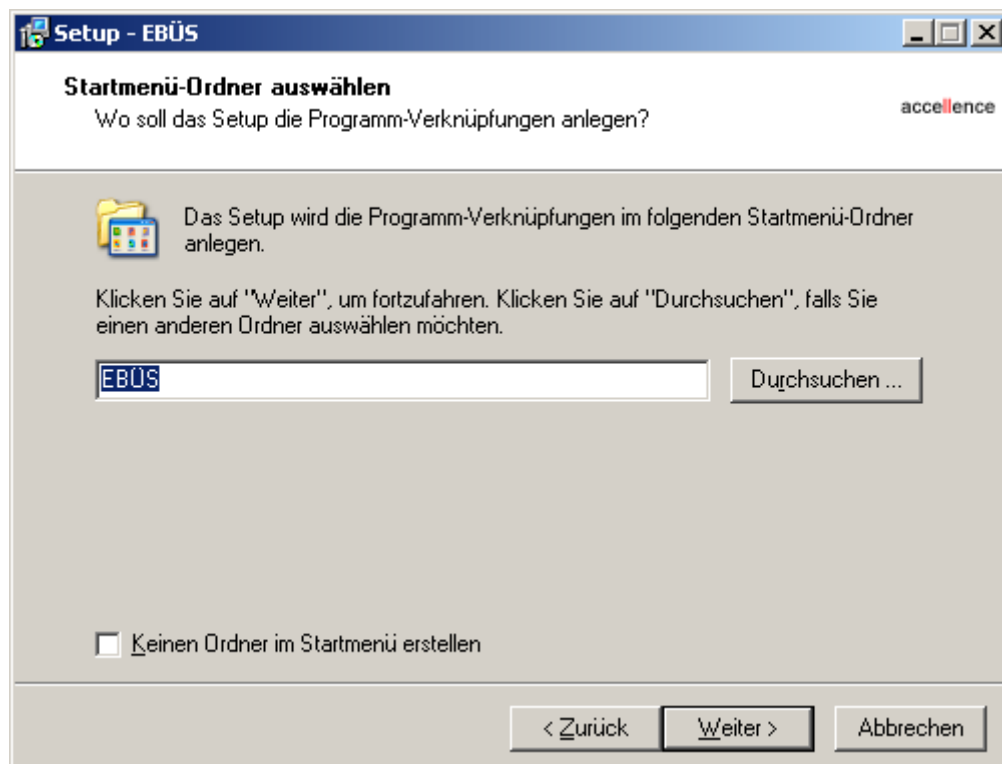 Setup - EBÜS
Startmenü-Ordner auswählen
Wo soll das Setup die Programm-Verknüpfungen anlegen?
accellence
Das Setup wird die Programm-Verknüpfungen im folgenden Startmenü-Ordner
anlegen.
Klicken Sie auf "Weiter", um fortzufahren. Klicken Sie auf "Durchsuchen", falls Sie
einen anderen Ordner auswählen möchten.
EBÜS
Durchsuchen ...
Keinen Ordner im Startmenü erstellen
< Zurück
Weiter >
Abbrechen